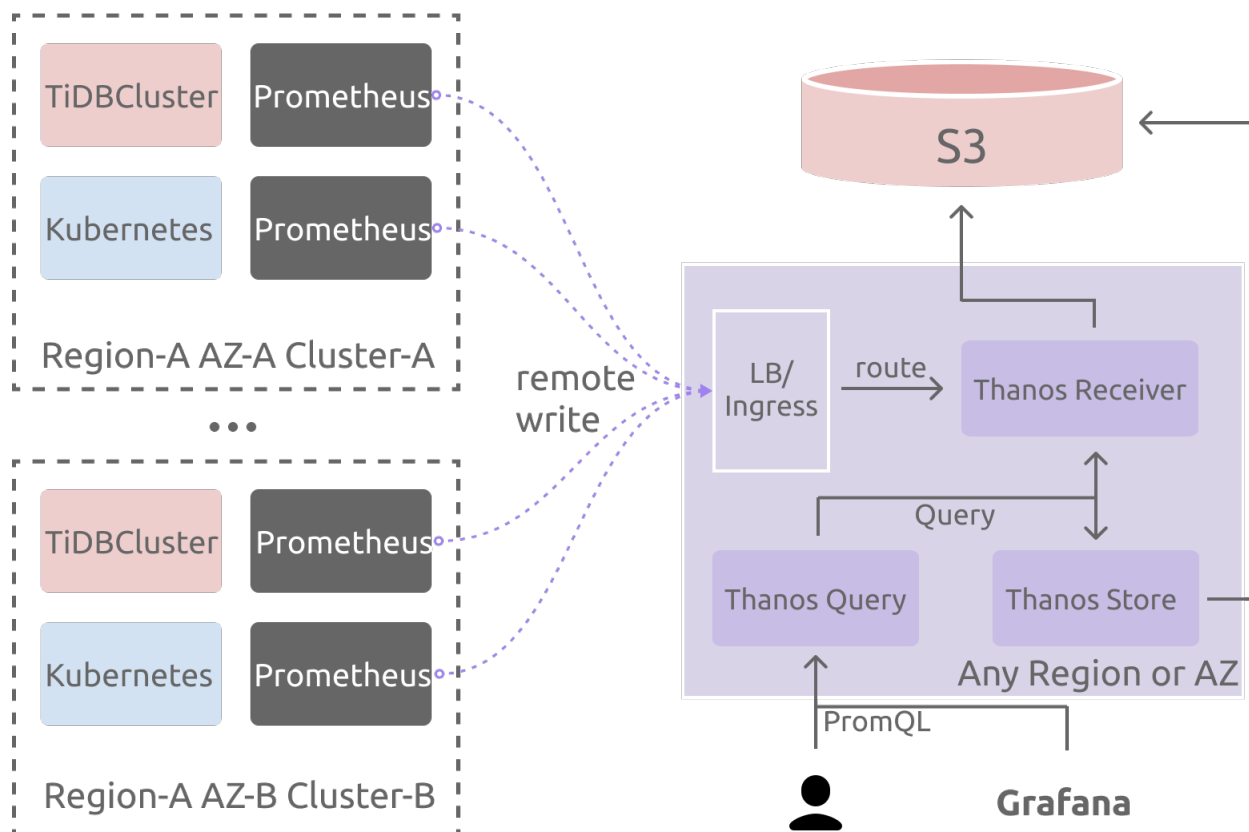 TiDBCluster
Prometheus
Kubernetes
Prometheus
Region-A AZ-A Cluster-A
...
TiDBCluster
Prometheus
Kubernetes
Prometheus
Region-A AZ-B Cluster-B
remote
write
S3
LB/
Ingress
route
Thanos Receiver
Query
Thanos Query
Thanos Store
Any Region or AZ
PromQL
Grafana